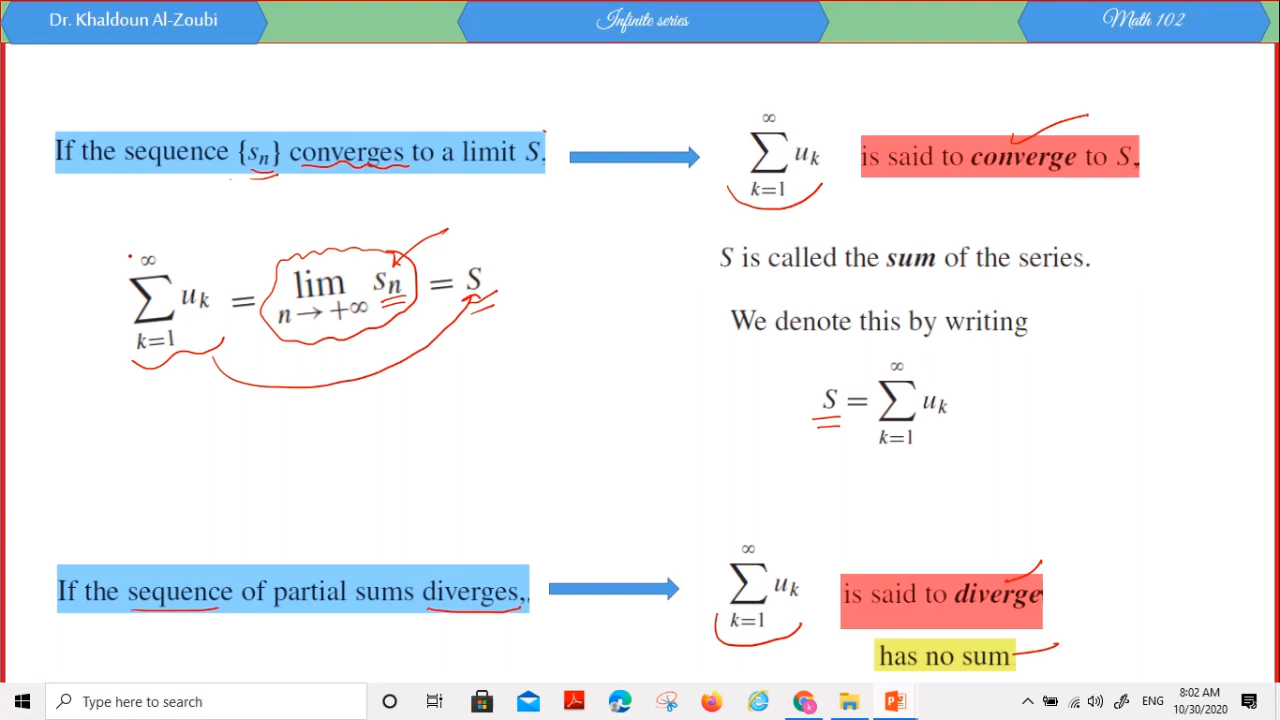 Dr. Khaldoun Al-Zoubi
Infinite series
Math 102
If the sequence {sₙ} converges to a limit S.
∞
∑ uₖ
k=1
is said to converge to S,
∞
∑ uₖ = lim sₙ = S
k=1 n→+∞
S is called the sum of the series.
We denote this by writing
∞
S = ∑ uₖ
k=1
If the sequence of partial sums diverges,.
∞
∑ uₖ
k=1
is said to diverge
has no sum
Type here to search
ENG
8:02 AM
10/30/2020